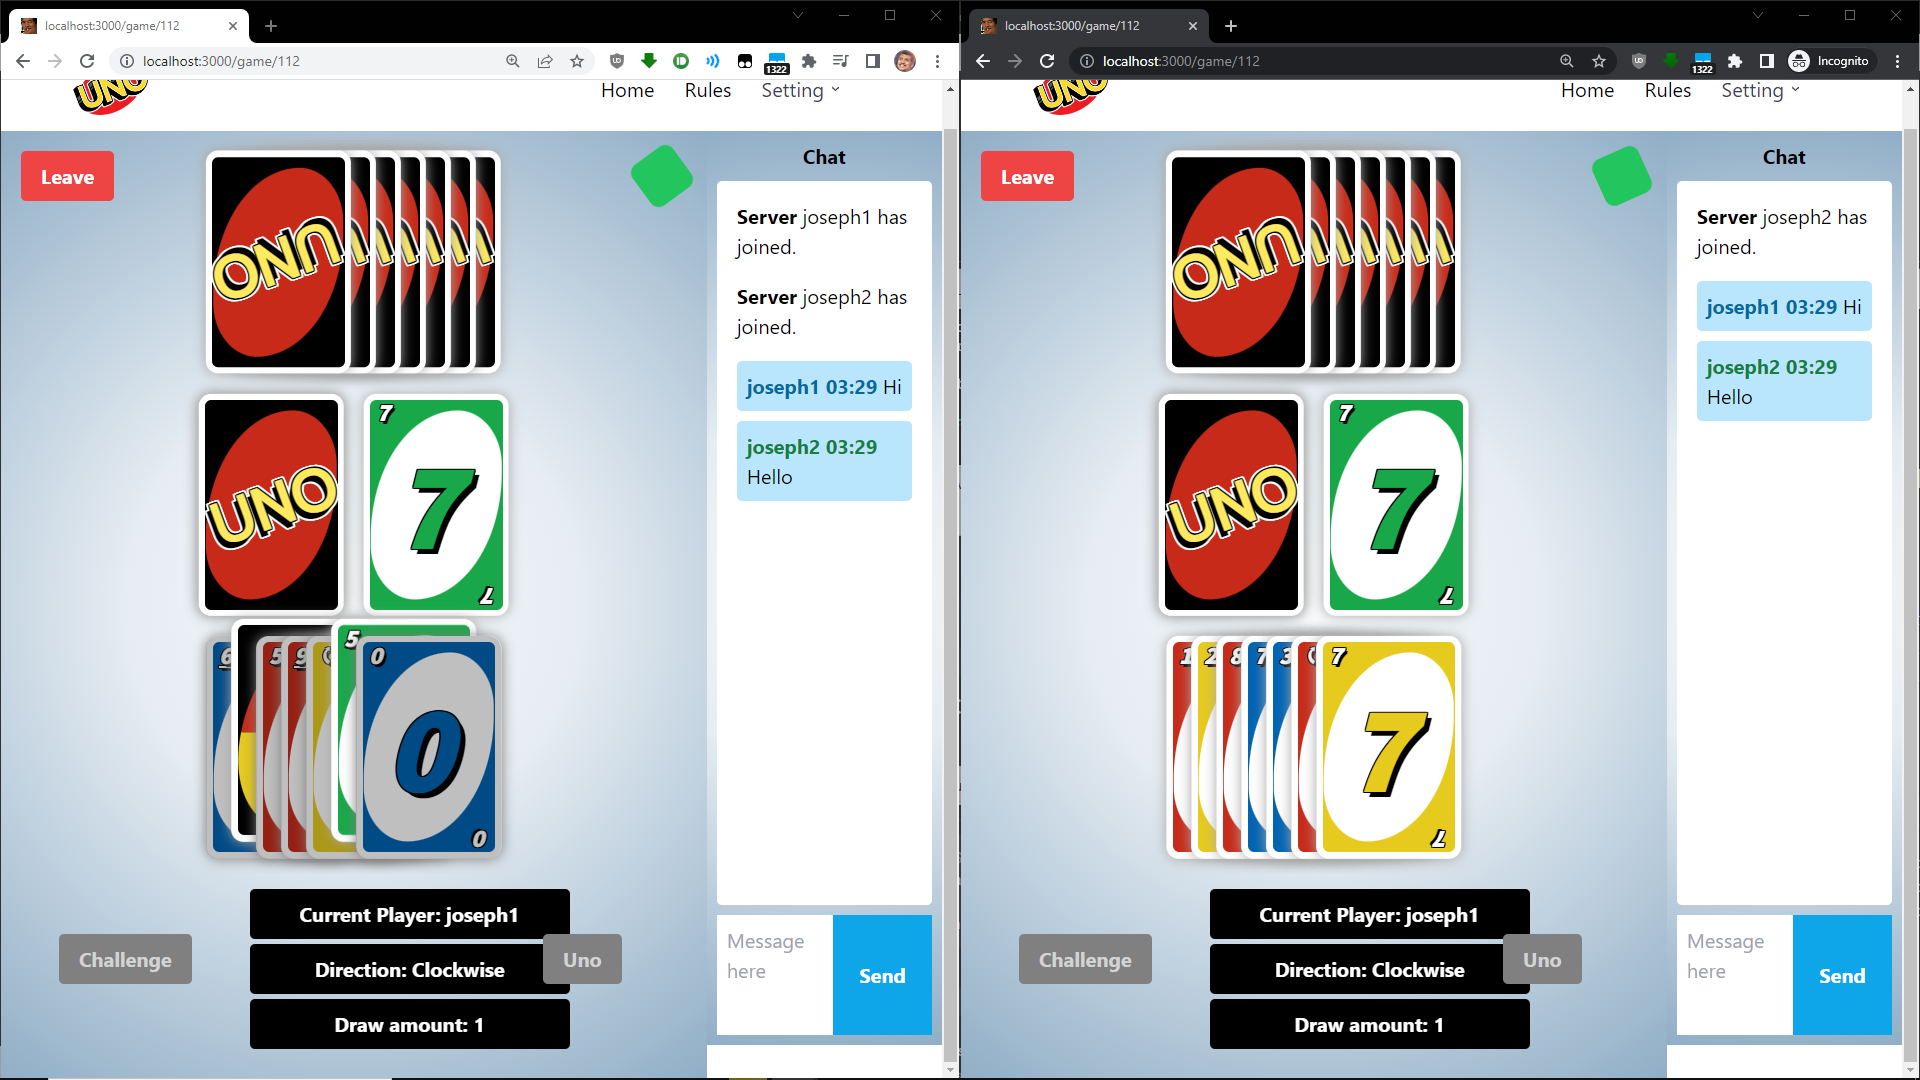 localhost:3000/game/112
localhost:3000/game/112
1322
UNO
Home Rules Setting
Leave
UNO
Chat
Server joseph1 has
joined.
Server joseph2 has
joined.
joseph1 03:29 Hi
joseph2 03:29
Hello
UNO
7
7
7
6
5
9
5
0
0
0
Current Player: joseph1
Challenge
Direction: Clockwise
Uno
Draw amount: 1
Message
here
Send
localhost:3000/game/112
localhost:3000/game/112
1322
Incognito
UNO
Home Rules Setting
Leave
UNO
Chat
Server joseph2 has
joined.
joseph1 03:29 Hi
joseph2 03:29
Hello
UNO
7
7
7
1
2
8
7
3
7
7
7
Current Player: joseph1
Challenge
Direction: Clockwise
Uno
Draw amount: 1
Message
here
Send